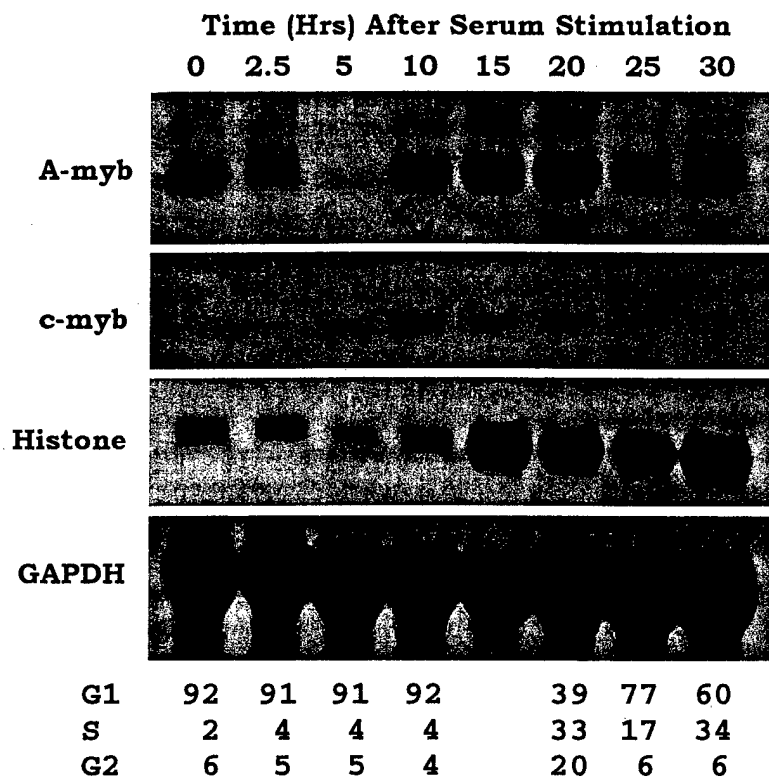 Time (Hrs) After Serum Stimulation
0 2.5 5 10 15 20 25 30
A-myb
c-myb
Histone
GAPDH
G1 92 91 91 92 39 77 60
S 2 4 4 4 33 17 34
G2 6 5 5 4 20 6 6